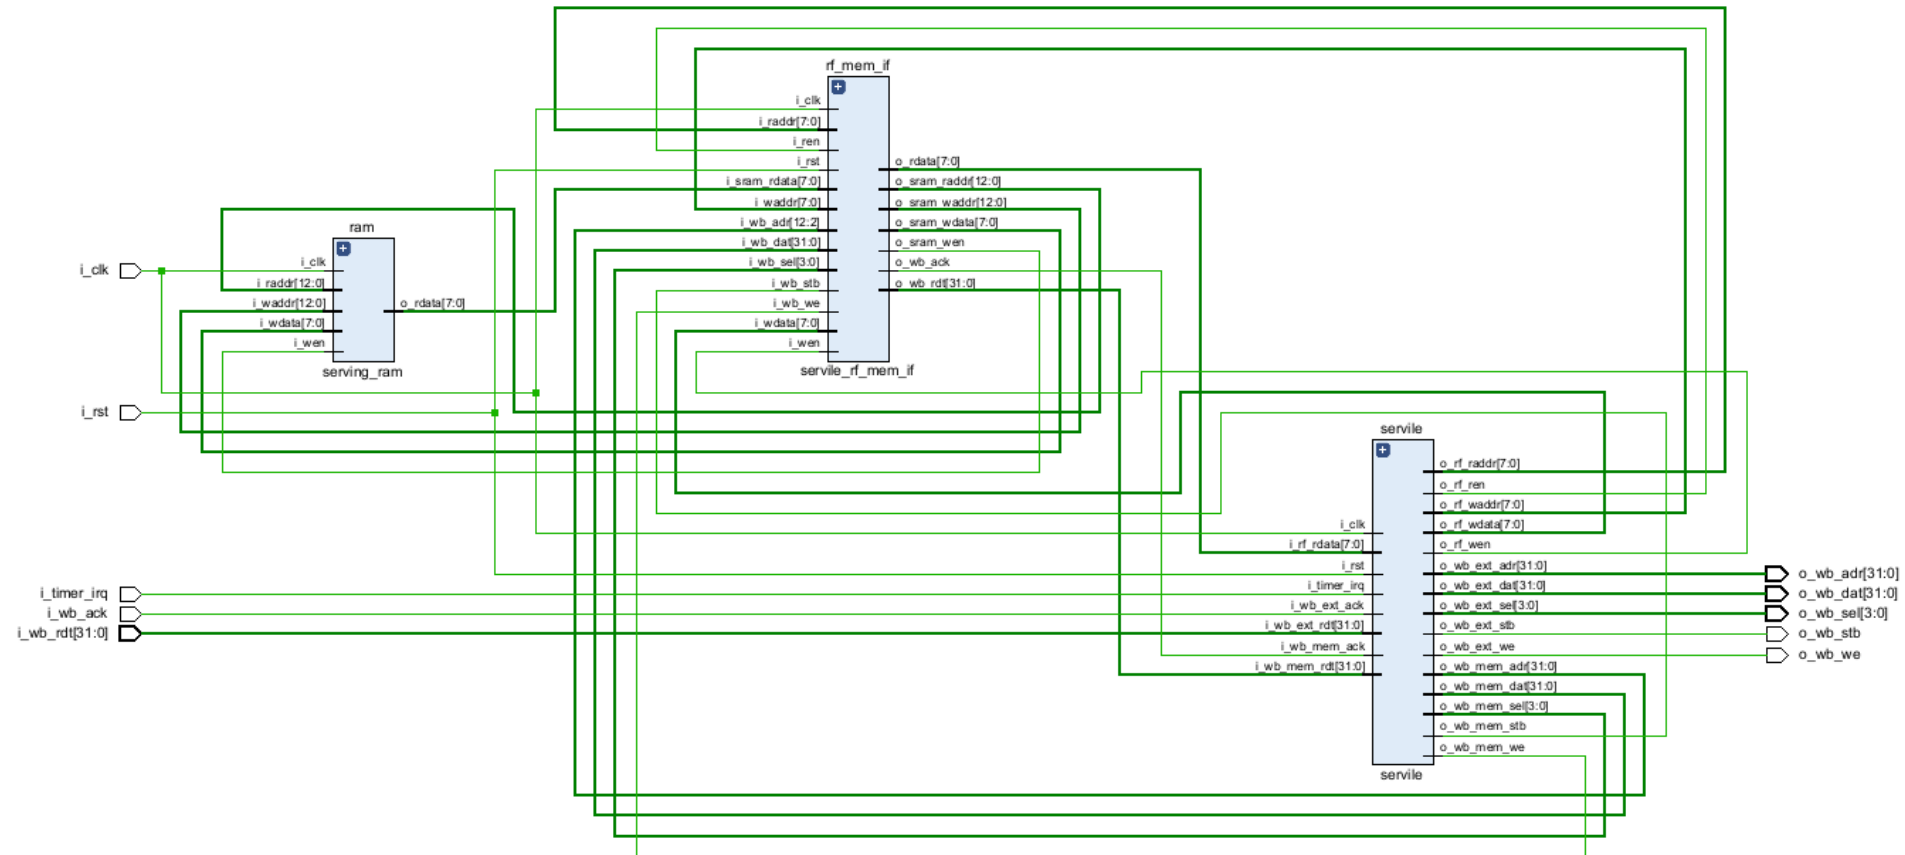 rf_mem_if
i_clk
i_raddr[7:0]
i_ren
i_rst
i_sram_rdata[7:0]
i_waddr[7:0]
i_wb_adr[12:2]
i_wb_dat[31:0]
i_wb_sel[3:0]
i_wb_stb
i_wb_we
i_wdata[7:0]
i_wen
o_rdata[7:0]
o_sram_raddr[12:0]
o_sram_waddr[12:0]
o_sram_wdata[7:0]
o_sram_wen
o_wb_ack
o_wb_rdt[31:0]
servile_rf_mem_if
ram
i_clk
i_raddr[12:0]
i_waddr[12:0]
i_wdata[7:0]
i_wen
o_rdata[7:0]
serving_ram
i_clk
i_rst
i_timer_irq
i_wb_ack
i_wb_rdt[31:0]
servile
i_clk
i_rf_rdata[7:0]
i_rst
i_timer_irq
i_wb_ext_ack
i_wb_ext_rdt[31:0]
i_wb_mem_ack
i_wb_mem_rdt[31:0]
o_rf_raddr[7:0]
o_rf_ren
o_rf_waddr[7:0]
o_rf_wdata[7:0]
o_rf_wen
o_wb_ext_adr[31:0]
o_wb_ext_dat[31:0]
o_wb_ext_sel[3:0]
o_wb_ext_stb
o_wb_ext_we
o_wb_mem_adr[31:0]
o_wb_mem_dat[31:0]
o_wb_mem_sel[3:0]
o_wb_mem_stb
o_wb_mem_we
servile
o_wb_adr[31:0]
o_wb_dat[31:0]
o_wb_sel[3:0]
o_wb_stb
o_wb_we